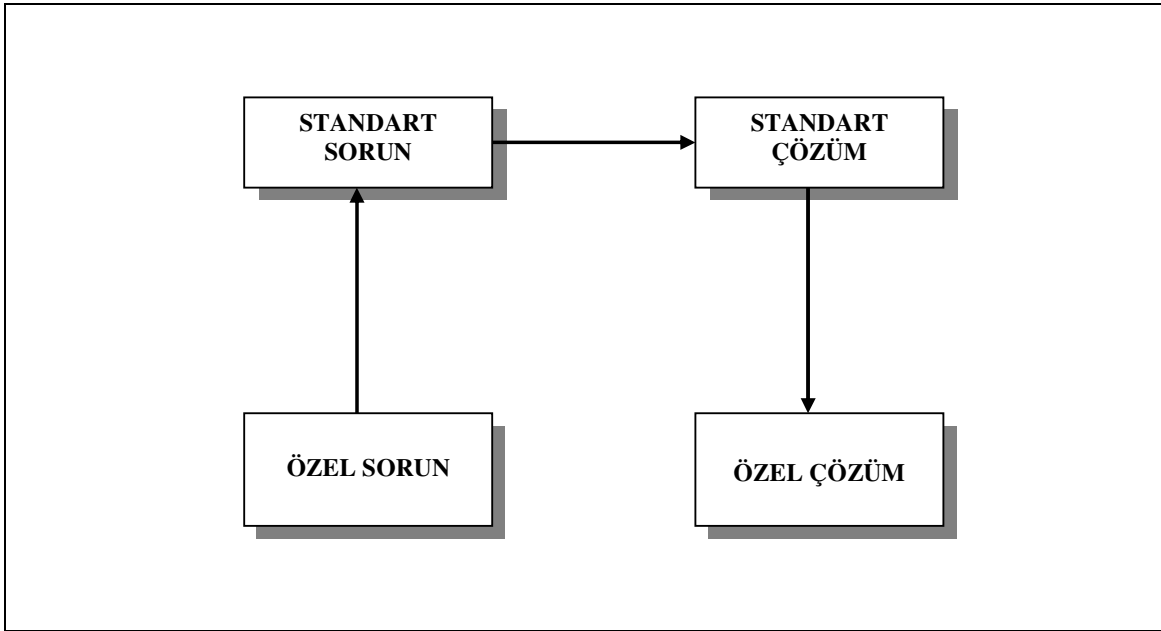 STANDART
SORUN
STANDART
ÇÖZÜM
ÖZEL SORUN
ÖZEL ÇÖZÜM